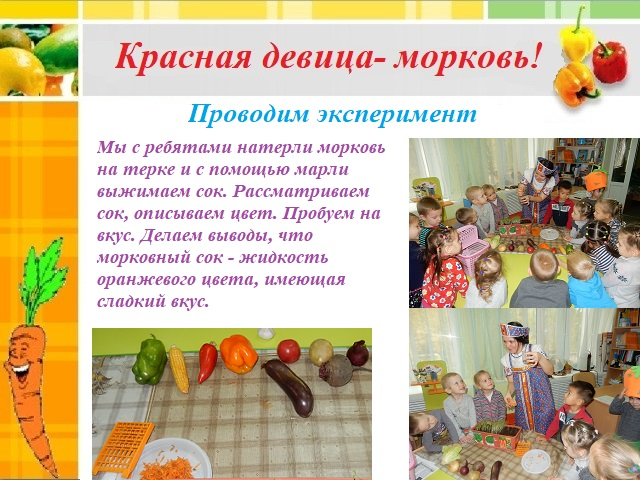 Красная девица- морковь!
Проводим эксперимент
Мы с ребятами натерли морковь
на терке и с помощью марли
выжимаем сок. Рассматриваем
сок, описываем цвет. Пробуем на
вкус. Делаем выводы, что
морковный сок - жидкость
оранжевого цвета, имеющая
сладкий вкус.